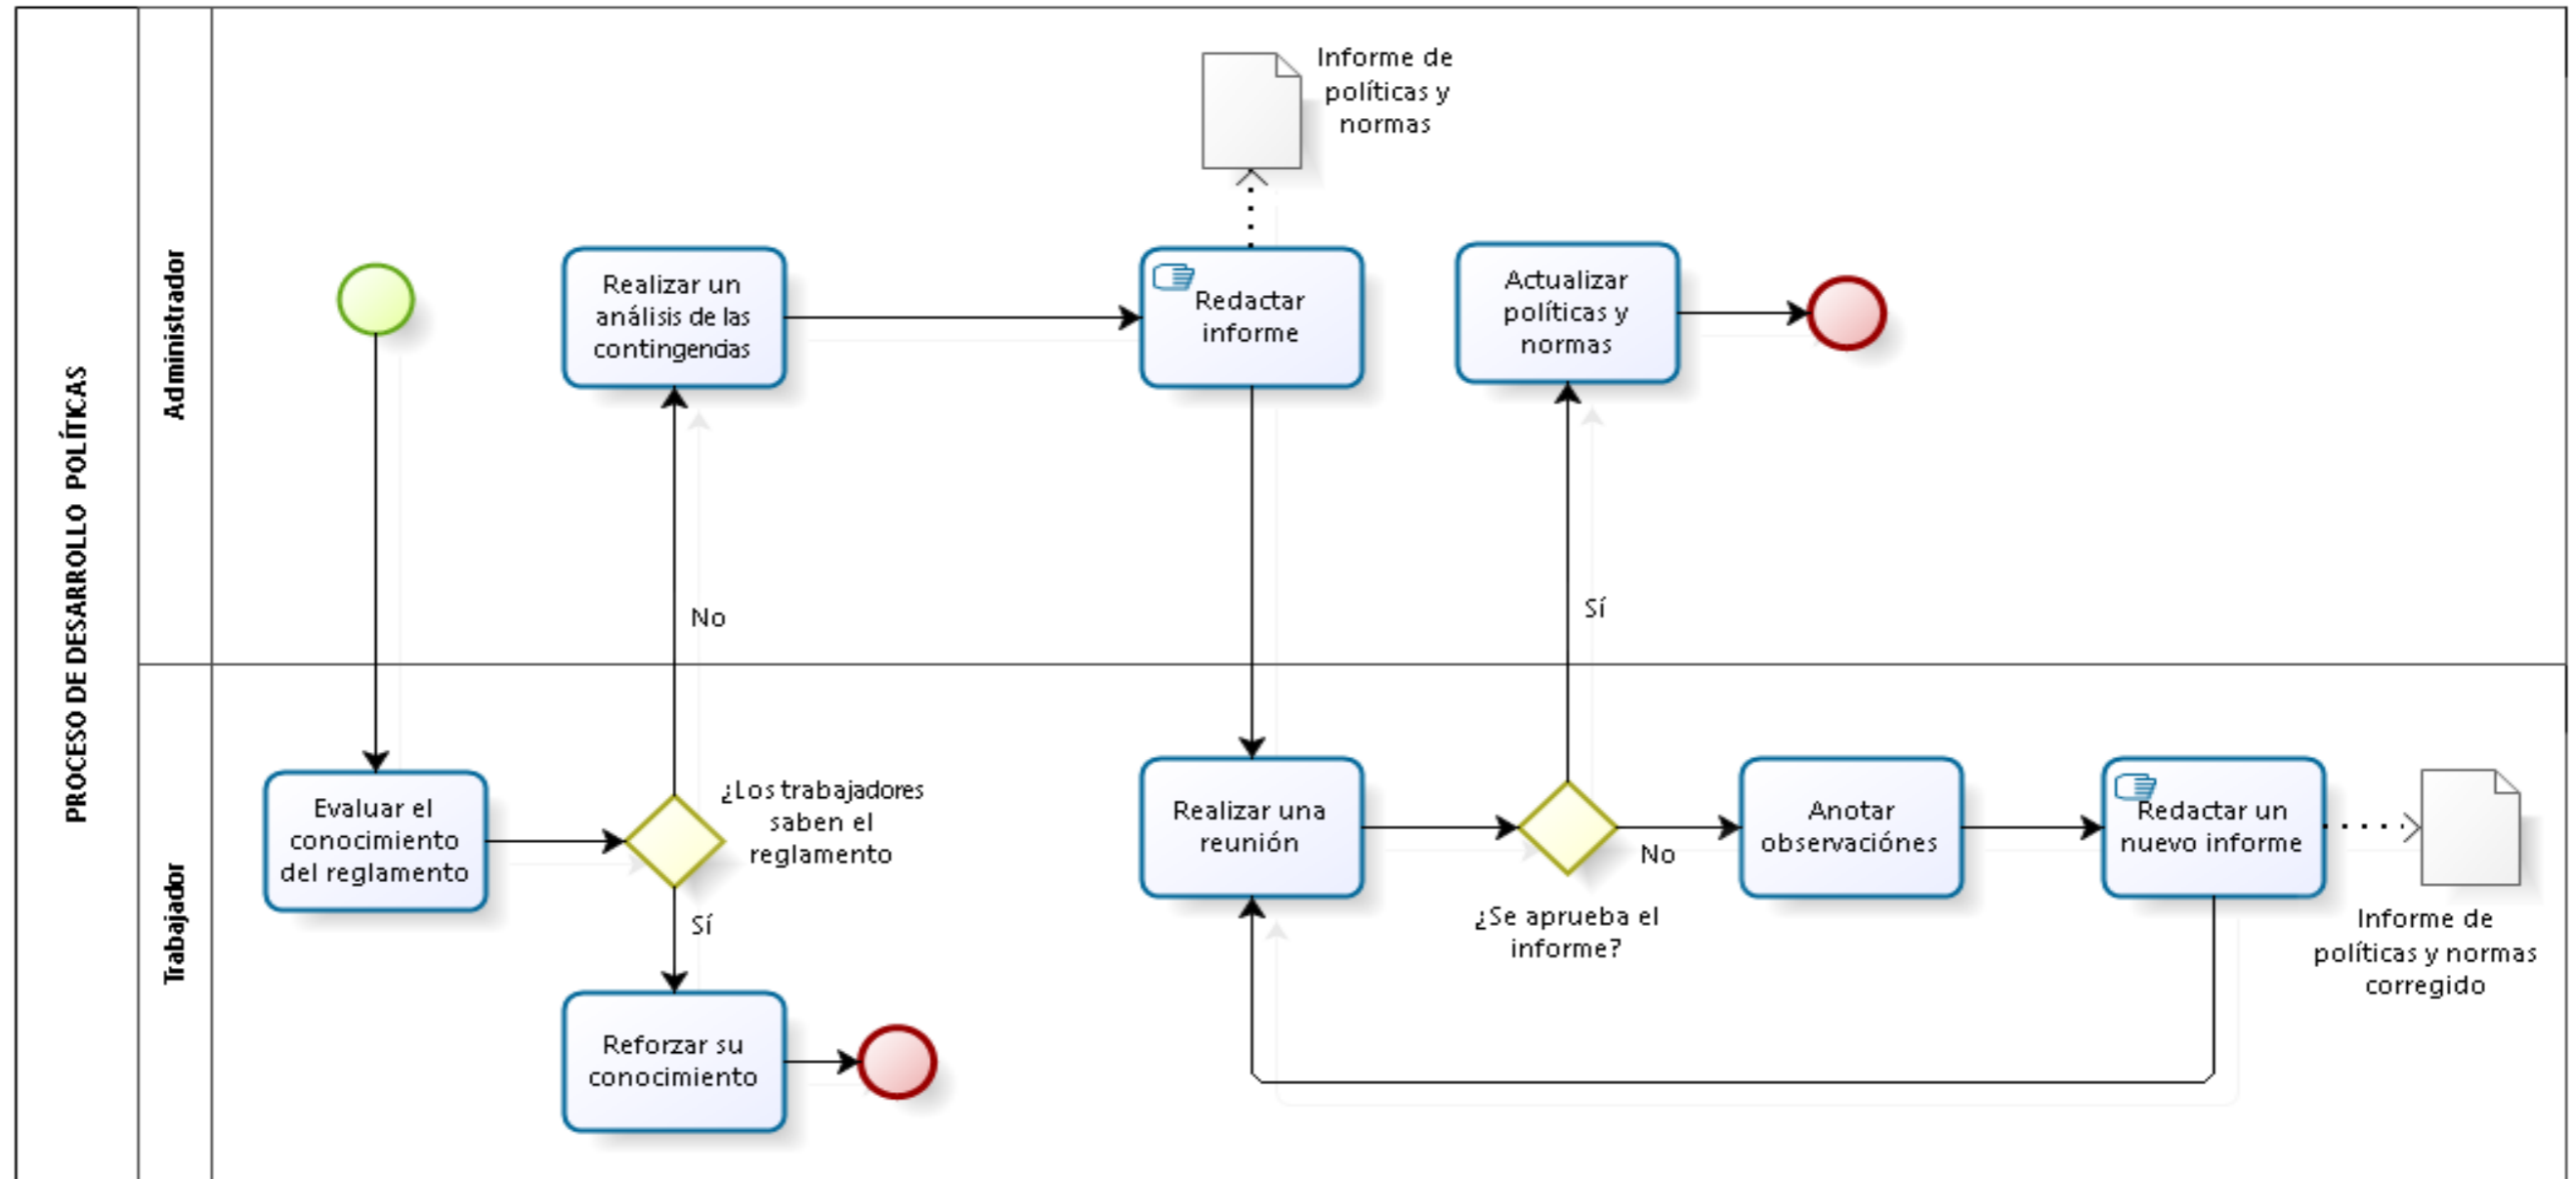 PROCESO DE DESARROLLO POLÍTICAS
Administrador
Informe de
políticas y
normas
Realizar un
análisis de las
contingencias
Redactar
informe
Actualizar
políticas y
normas
No
Sí
Trabajador
Evaluar el
conocimiento
del reglamento
¿Los trabajadores
saben el
reglamento
Sí
Reforzar su
conocimiento
Realizar una
reunión
¿Se aprueba el
informe?
No
Anotar
observaciónes
Redactar un
nuevo informe
Informe de
políticas y normas
corregido